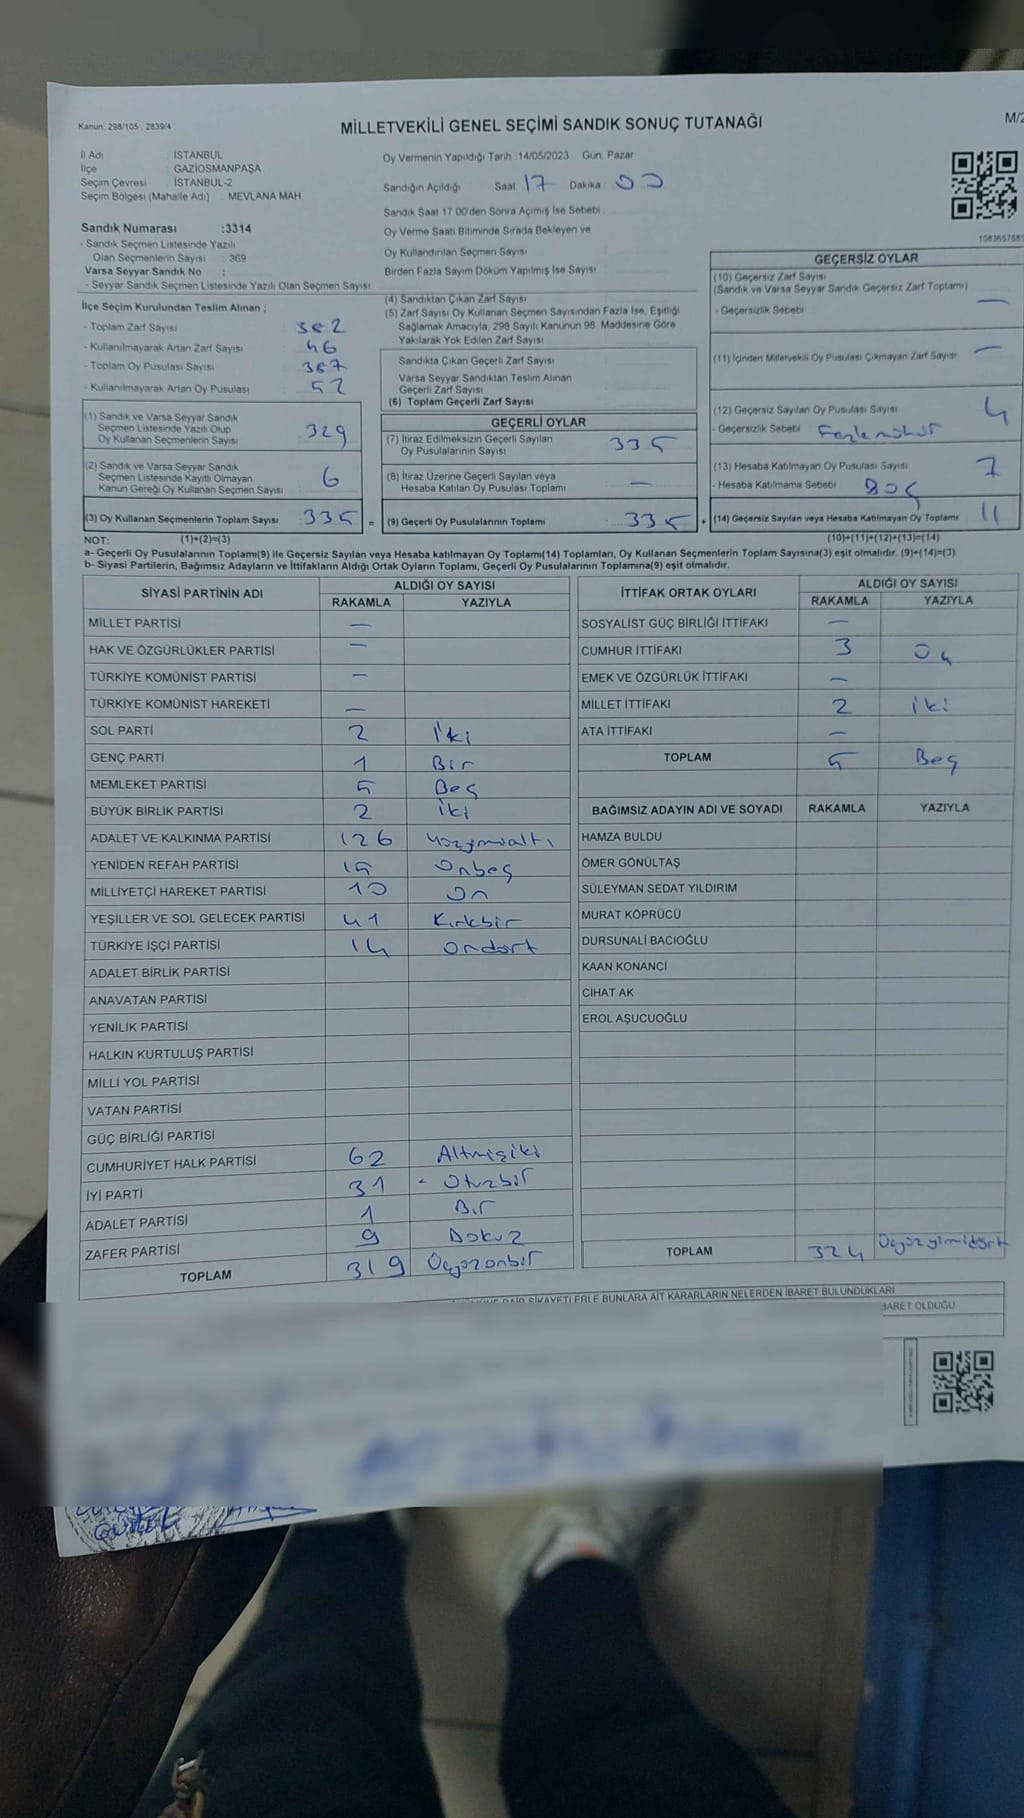 Kanun: 298/105 , 2839/4
MİLLETVEKİLİ GENEL SEÇİMİ SANDIK SONUÇ TUTANAĞI
M/2
İl Adı : İSTANBUL
İlçe : GAZİOSMANPAŞA
Seçim Çevresi : İSTANBUL-2
Seçim Bölgesi (Mahalle Adı) : MEVLANA MAH.
Oy Vermenin Yapıldığı Tarih :14/05/2023 Gün: Pazar
Sandığın Açıldığı Saat: 17 Dakika: 00
Sandık Saat 17.00'den Sonra Açımış İse Sebebi
Oy Verme Saati Bitiminde Sırada Bekleyen ve
Oy Kullandırılan Seçmen Sayısı
Birden Fazla Sayım Döküm Yapılmış İse Sayısı
Sandık Numarası :3314
- Sandık Seçmen Listesinde Yazılı
Olan Seçmenlerin Sayısı : 369
Varsa Seyyar Sandık No :
- Seyyar Sandık Seçmen Listesinde Yazılı Olan Seçmen Sayısı
İlçe Seçim Kurulundan Teslim Alınan :
- Toplam Zarf Sayısı : 382
- Kullanılmayarak Artan Zarf Sayısı : 46
- Toplam Oy Pusulası Sayısı : 387
- Kullanılmayarak Artan Oy Pusulası : 52
(1) Sandık ve Varsa Seyyar Sandık
Seçmen Listesinde Yazılı Olup
Oy Kullanan Seçmenlerin Sayısı : 329
(2) Sandık ve Varsa Seyyar Sandık
Seçmen Listesinde Kayıtlı Olmayan
Kanun Gereği Oy Kullanan Seçmen Sayısı : 6
(3) Oy Kullanan Seçmenlerin Toplam Sayısı : 335 =
(4) Sandıktan Çıkan Zarf Sayısı
(5) Zarf Sayısı Oy Kullanan Seçmen Sayısından Fazla İse, Eşitliği
Sağlamak Amacıyla, 298 Sayılı Kanunun 98. Maddesine Göre
Yakılarak Yok Edilen Zarf Sayısı
Sandıkta Çıkan Geçerli Zarf Sayısı
Varsa Seyyar Sandıktan Teslim Alınan
Geçerli Zarf Sayısı
(6) Toplam Geçerli Zarf Sayısı
GEÇERLİ OYLAR
(7) İtiraz Edilmeksizin Geçerli Sayılan
Oy Pusulalarının Sayısı : 335
(8) İtiraz Üzerine Geçerli Sayılan veya
Hesaba Katılan Oy Pusulası Toplamı : —
(9) Geçerli Oy Pusulalarının Toplamı : 335 +
GEÇERSİZ OYLAR
(10) Geçersiz Zarf Sayısı
(Sandık ve Varsa Seyyar Sandık Geçersiz Zarf Toplamı) —
- Geçersizlik Sebebi
(11) İçinden Milletvekili Oy Pusulası Çıkmayan Zarf Sayısı —
(12) Geçersiz Sayılan Oy Pusulası Sayısı 4
- Geçersizlik Sebebi Fazla mühür
(13) Hesaba Katılmayan Oy Pusulası Sayısı 7
- Hesaba Katılmama Sebebi Boş
(14) Geçersiz Sayılan veya Hesaba Katılmayan Oy Toplamı 11
NOT: (1)+(2)=(3)
(10)+(11)+(12)+(13)=(14)
a- Geçerli Oy Pusulalarının Toplamı(9) ile Geçersiz Sayılan veya Hesaba katılmayan Oy Toplamı(14) Toplamları, Oy Kullanan Seçmenlerin Toplam Sayısına(3) eşit olmalıdır. (9)+(14)=(3)
b- Siyasi Partilerin, Bağımsız Adayların ve İttifakların Aldığı Ortak Oyların Toplamı, Geçerli Oy Pusulalarının Toplamına(9) eşit olmalıdır.
SİYASİ PARTİNİN ADI ALDIĞI OY SAYISI
RAKAMLA YAZIYLA
MİLLET PARTİSİ —
HAK VE ÖZGÜRLÜKLER PARTİSİ —
TÜRKİYE KOMÜNİST PARTİSİ —
TÜRKİYE KOMÜNİST HAREKETİ —
SOL PARTİ 2 İki
GENÇ PARTİ 1 Bir
MEMLEKET PARTİSİ 5 Beş
BÜYÜK BİRLİK PARTİSİ 2 iki
ADALET VE KALKINMA PARTİSİ 126
YENİDEN REFAH PARTİSİ 15 Onbeş
MİLLİYETÇİ HAREKET PARTİSİ 10 On
YEŞİLLER VE SOL GELECEK PARTİSİ 41 Kırkbir
TÜRKİYE İŞÇİ PARTİSİ 14 ondört
ADALET BİRLİK PARTİSİ
ANAVATAN PARTİSİ
YENİLİK PARTİSİ
HALKIN KURTULUŞ PARTİSİ
MİLLİ YOL PARTİSİ
VATAN PARTİSİ
GÜÇ BİRLİĞİ PARTİSİ
CUMHURİYET HALK PARTİSİ 62 Altmışiki
İYİ PARTİ 31 - Otuzbir
ADALET PARTİSİ 1 Bir
ZAFER PARTİSİ 9 Dokuz
TOPLAM 319
İTTİFAK ORTAK OYLARI ALDIĞI OY SAYISI
RAKAMLA YAZIYLA
SOSYALİST GÜÇ BİRLİĞİ İTTİFAKI —
CUMHUR İTTİFAKI 3
EMEK VE ÖZGÜRLÜK İTTİFAKI —
MİLLET İTTİFAKI 2 iki
ATA İTTİFAKI —
TOPLAM 5 Beş
BAĞIMSIZ ADAYIN ADI VE SOYADI RAKAMLA YAZIYLA
HAMZA BULDU
ÖMER GÖNÜLTAŞ
SÜLEYMAN SEDAT YILDIRIM
MURAT KÖPRÜCÜ
DURSUNALİ BACIOĞLU
KAAN KONANCİ
CİHAT AK
EROL AŞUCUOĞLU
TOPLAM 324
DAİR ŞİKAYETLERLE BUNLARA AİT KARARLARIN NELERDEN İBARET BULUNDUKLARI
BARET OLDUĞU